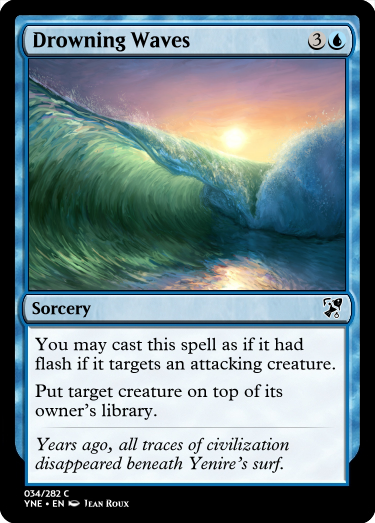 Drowning Waves 3
Sorcery
You may cast this spell as if it had
flash if it targets an attacking creature.
Put target creature on top of its
owner's library.
Years ago, all traces of civilization
disappeared beneath Yenire's surf.
034/282 C
YNE • EN Jean Roux